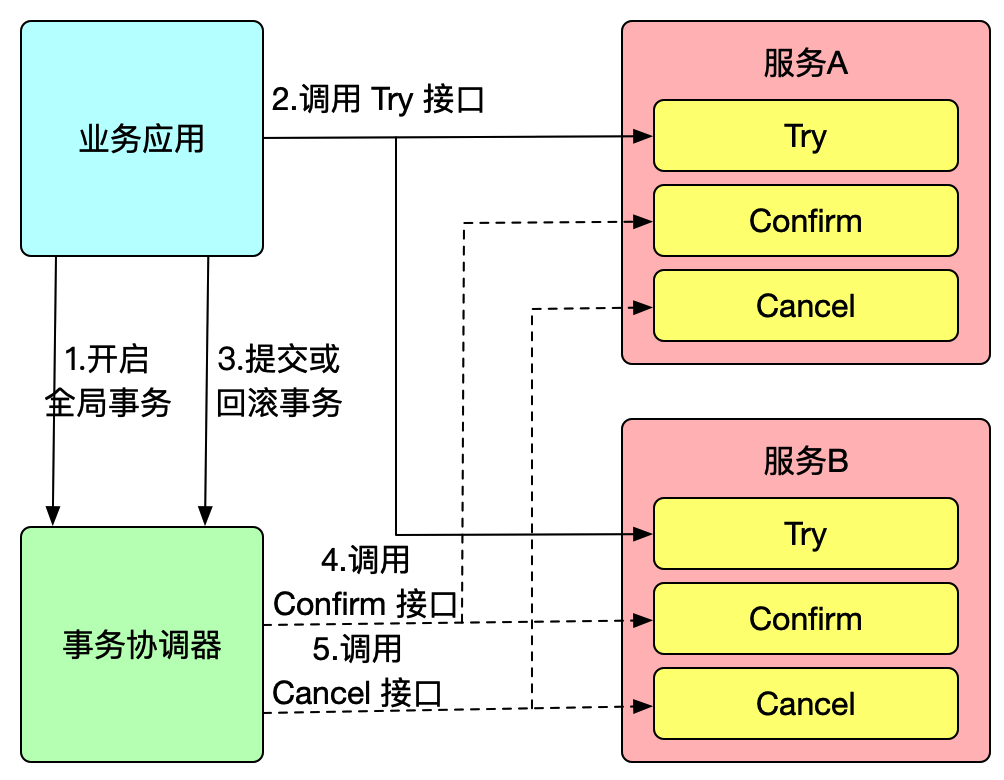 业务应用
2.调用 Try 接口
服务A
Try
Confirm
Cancel
1.开启
全局事务
3.提交或
回滚事务
服务B
Try
Confirm
Cancel
事务协调器
4.调用
Confirm 接口
5.调用
Cancel 接口